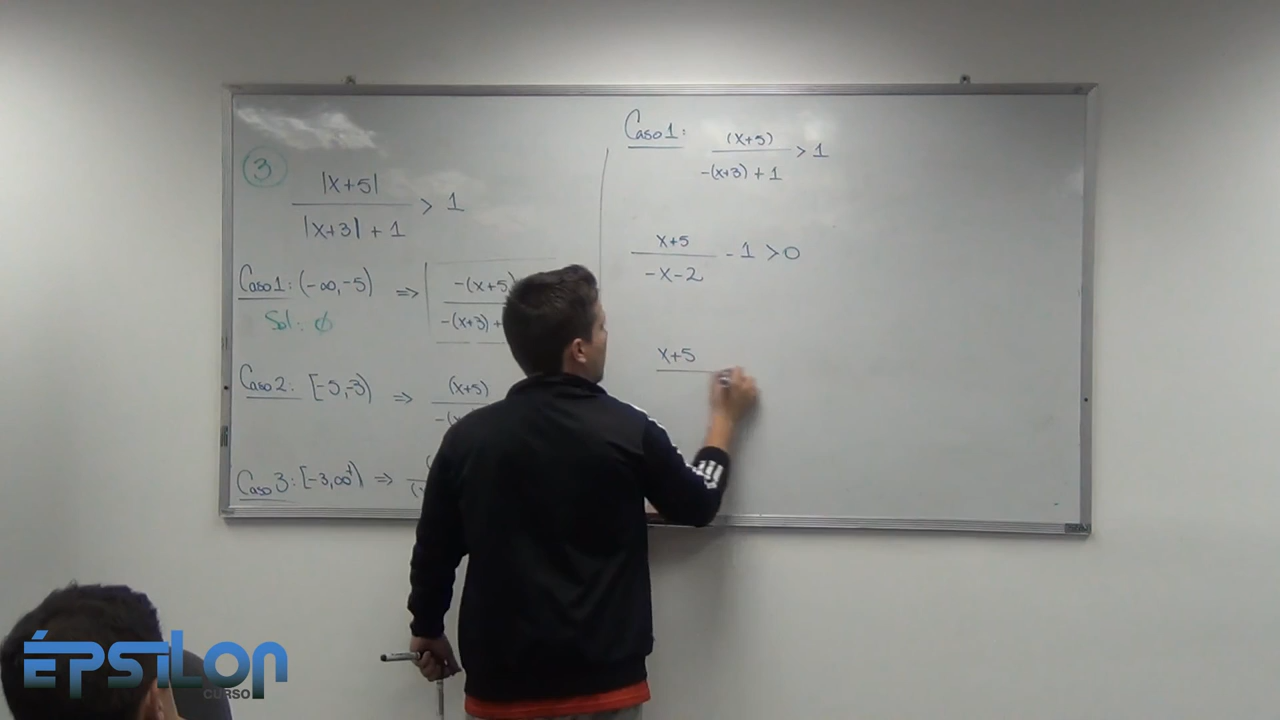 3
|x+5|
|x+3| + 1
> 1
Caso 1: (-∞,-5) ⇒
-(x+5)
-(x+3) +
Sol: ∅
Caso 2: [-5,-3) ⇒
(x+5)
Caso 3: [-3,∞⁺) ⇒
Caso 1:
(x+5)
-(x+3) + 1
> 1
x+5
-x-2
- 1 > 0
x+5
ÉPSILON
CURSO